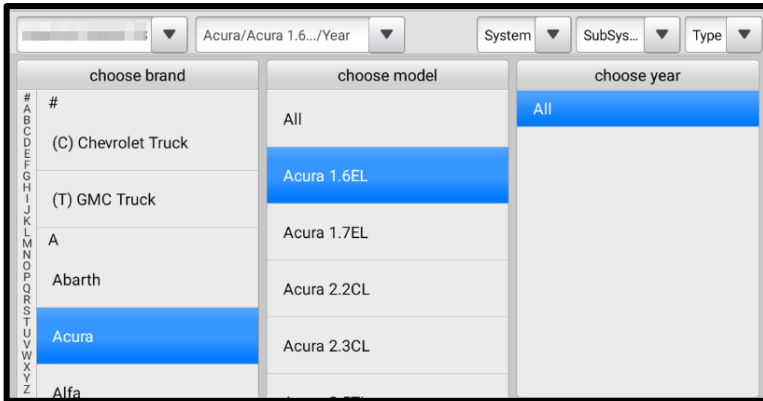 Acura/Acura 1.6.../Year
System
SubSys...
Type
choose brand
choose model
choose year
#
A
B
C
D
E
F
G
H
I
J
K
L
M
N
O
P
Q
R
S
T
U
V
W
X
Y
Z
#
(C) Chevrolet Truck
(T) GMC Truck
A
Abarth
Acura
Alfa
All
Acura 1.6EL
Acura 1.7EL
Acura 2.2CL
Acura 2.3CL
All